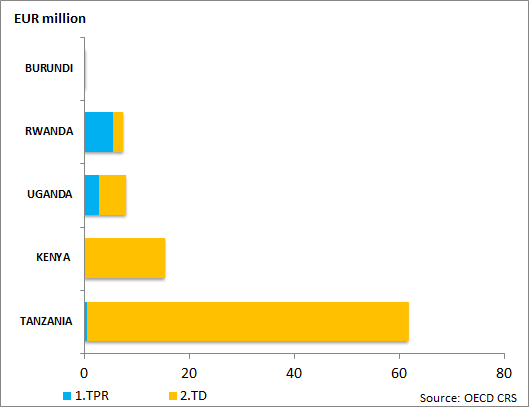 EUR million
BURUNDI
RWANDA
UGANDA
KENYA
TANZANIA
0 20 40 60 80
1.TPR 2.TD
Source: OECD CRS